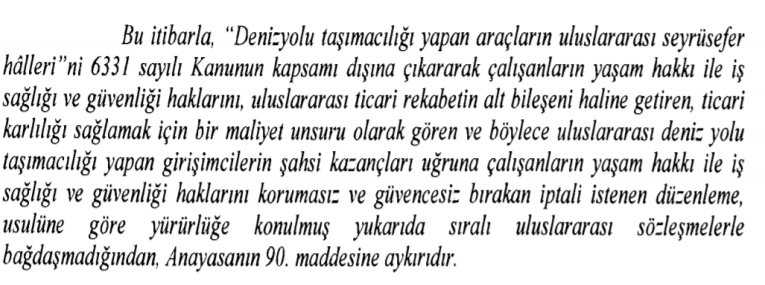 Bu itibarla, “Denizyolu taşımacılığı yapan araçların uluslararası seyrüsefer
hâlleri”ni 6331 sayılı Kanunun kapsamı dışına çıkararak çalışanların yaşam hakkı ile iş
sağlığı ve güvenliği haklarını, uluslararası ticari rekabetin alt bileşeni haline getiren, ticari
karlılığı sağlamak için bir maliyet unsuru olarak gören ve böylece uluslararası deniz yolu
taşımacılığı yapan girişimcilerin şahsi kazançları uğruna çalışanların yaşam hakkı ile iş
sağlığı ve güvenliği haklarını korumasız ve güvencesiz bırakan iptali istenen düzenleme,
usulüne göre yürürlüğe konulmuş yukarıda sıralı uluslararası sözleşmelerle
bağdaşmadığından, Anayasanın 90. maddesine aykırıdır.